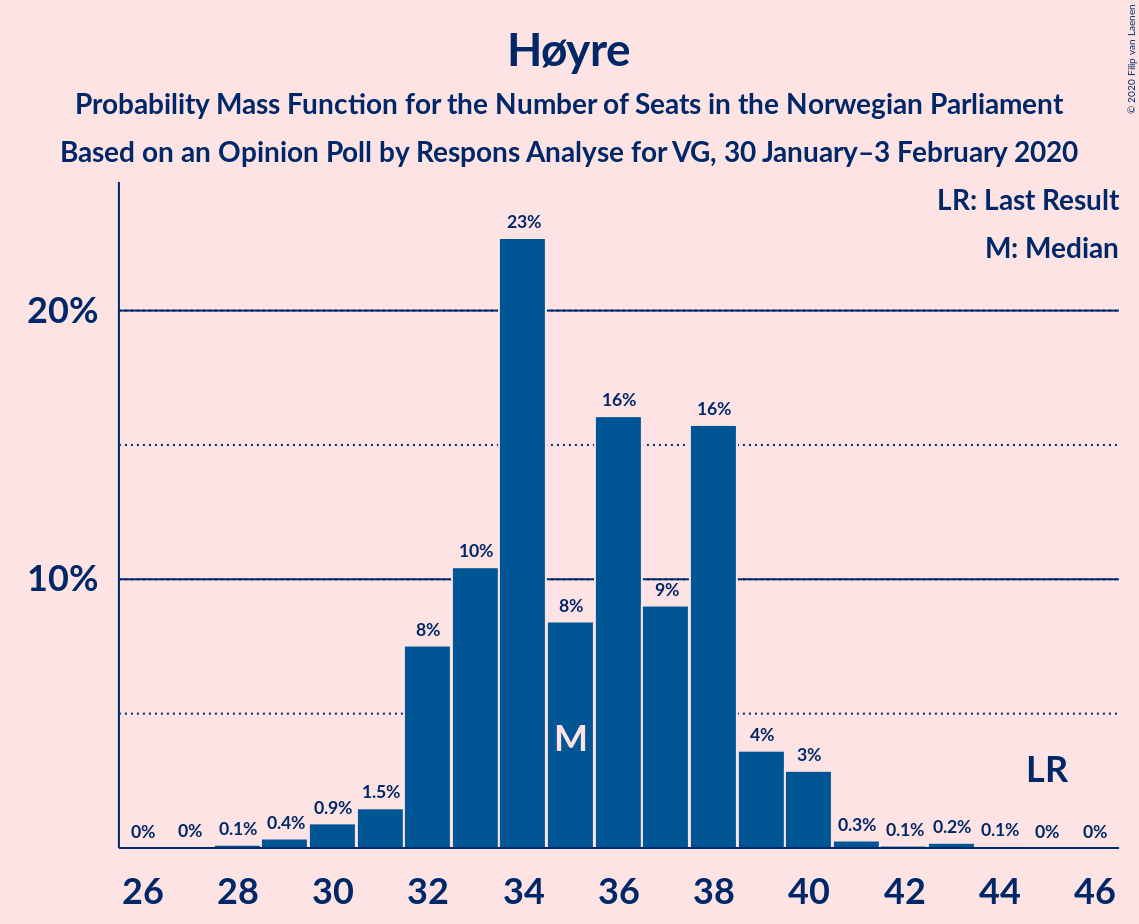 Høyre
Probability Mass Function for the Number of Seats in the Norwegian Parliament
Based on an Opinion Poll by Respons Analyse for VG, 30 January–3 February 2020
© 2020 Filip van Laenen
LR: Last Result
M: Median
20%
10%
0% 0% 0.1% 0.4% 0.9% 1.5% 8% 10% 23% 8% 16% 9% 16% 4% 3% 0.3% 0.1% 0.2% 0.1% 0% 0%
M
LR
26 28 30 32 34 36 38 40 42 44 46